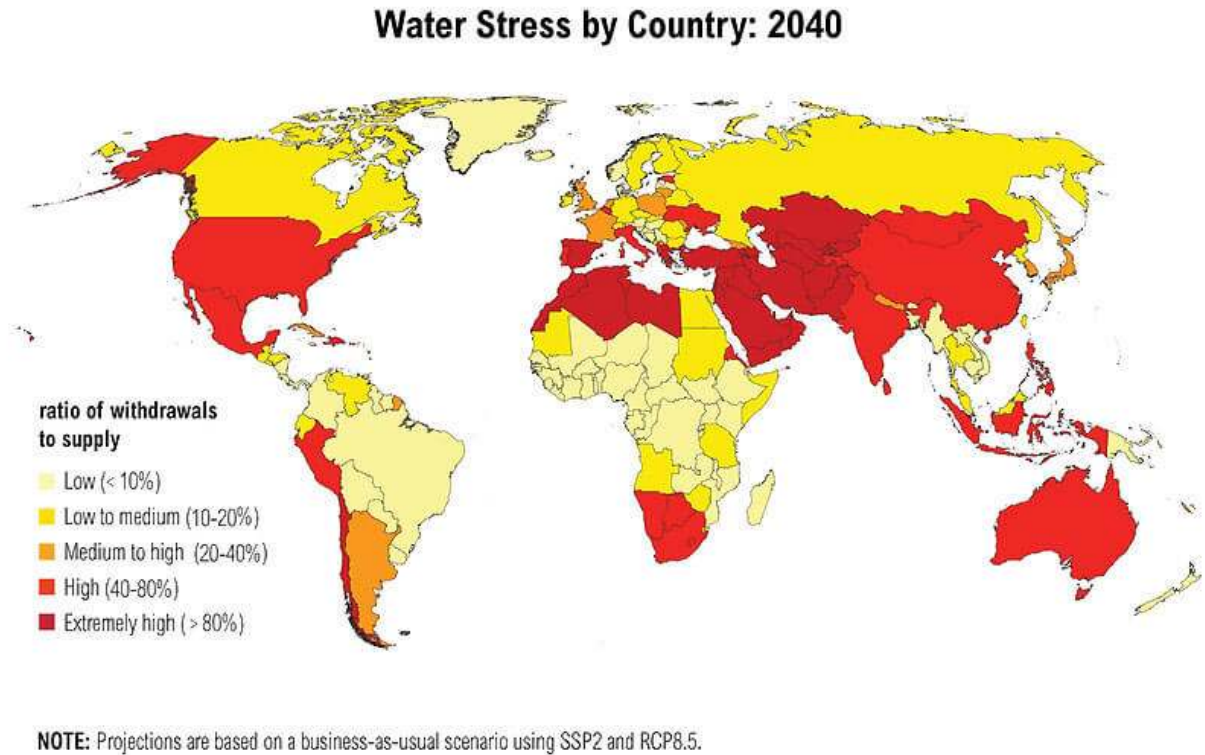 Water Stress by Country: 2040
ratio of withdrawals
to supply
Low (< 10%)
Low to medium (10-20%)
Medium to high (20-40%)
High (40-80%)
Extremely high ( > 80%)
NOTE: Projections are based on a business-as-usual scenario using SSP2 and RCP8.5.